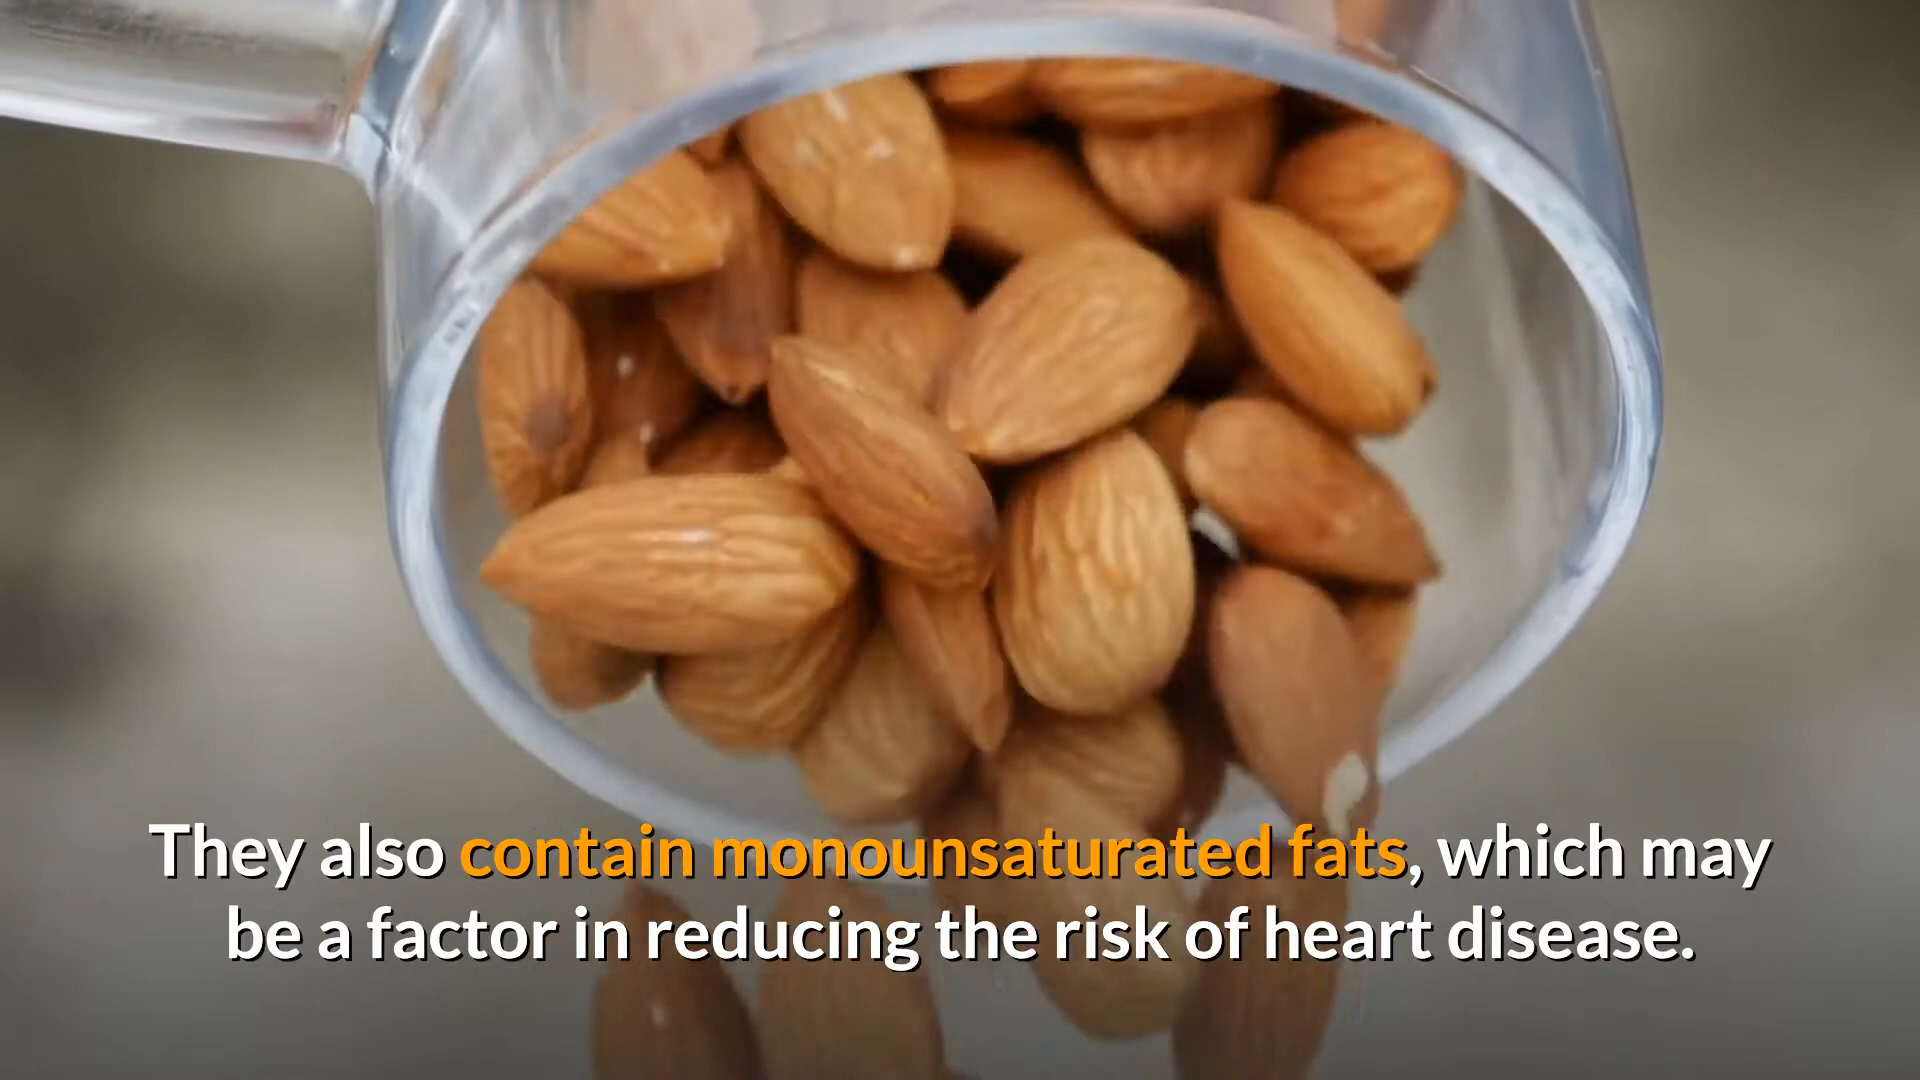 They also contain monounsaturated fats, which may
be a factor in reducing the risk of heart disease.